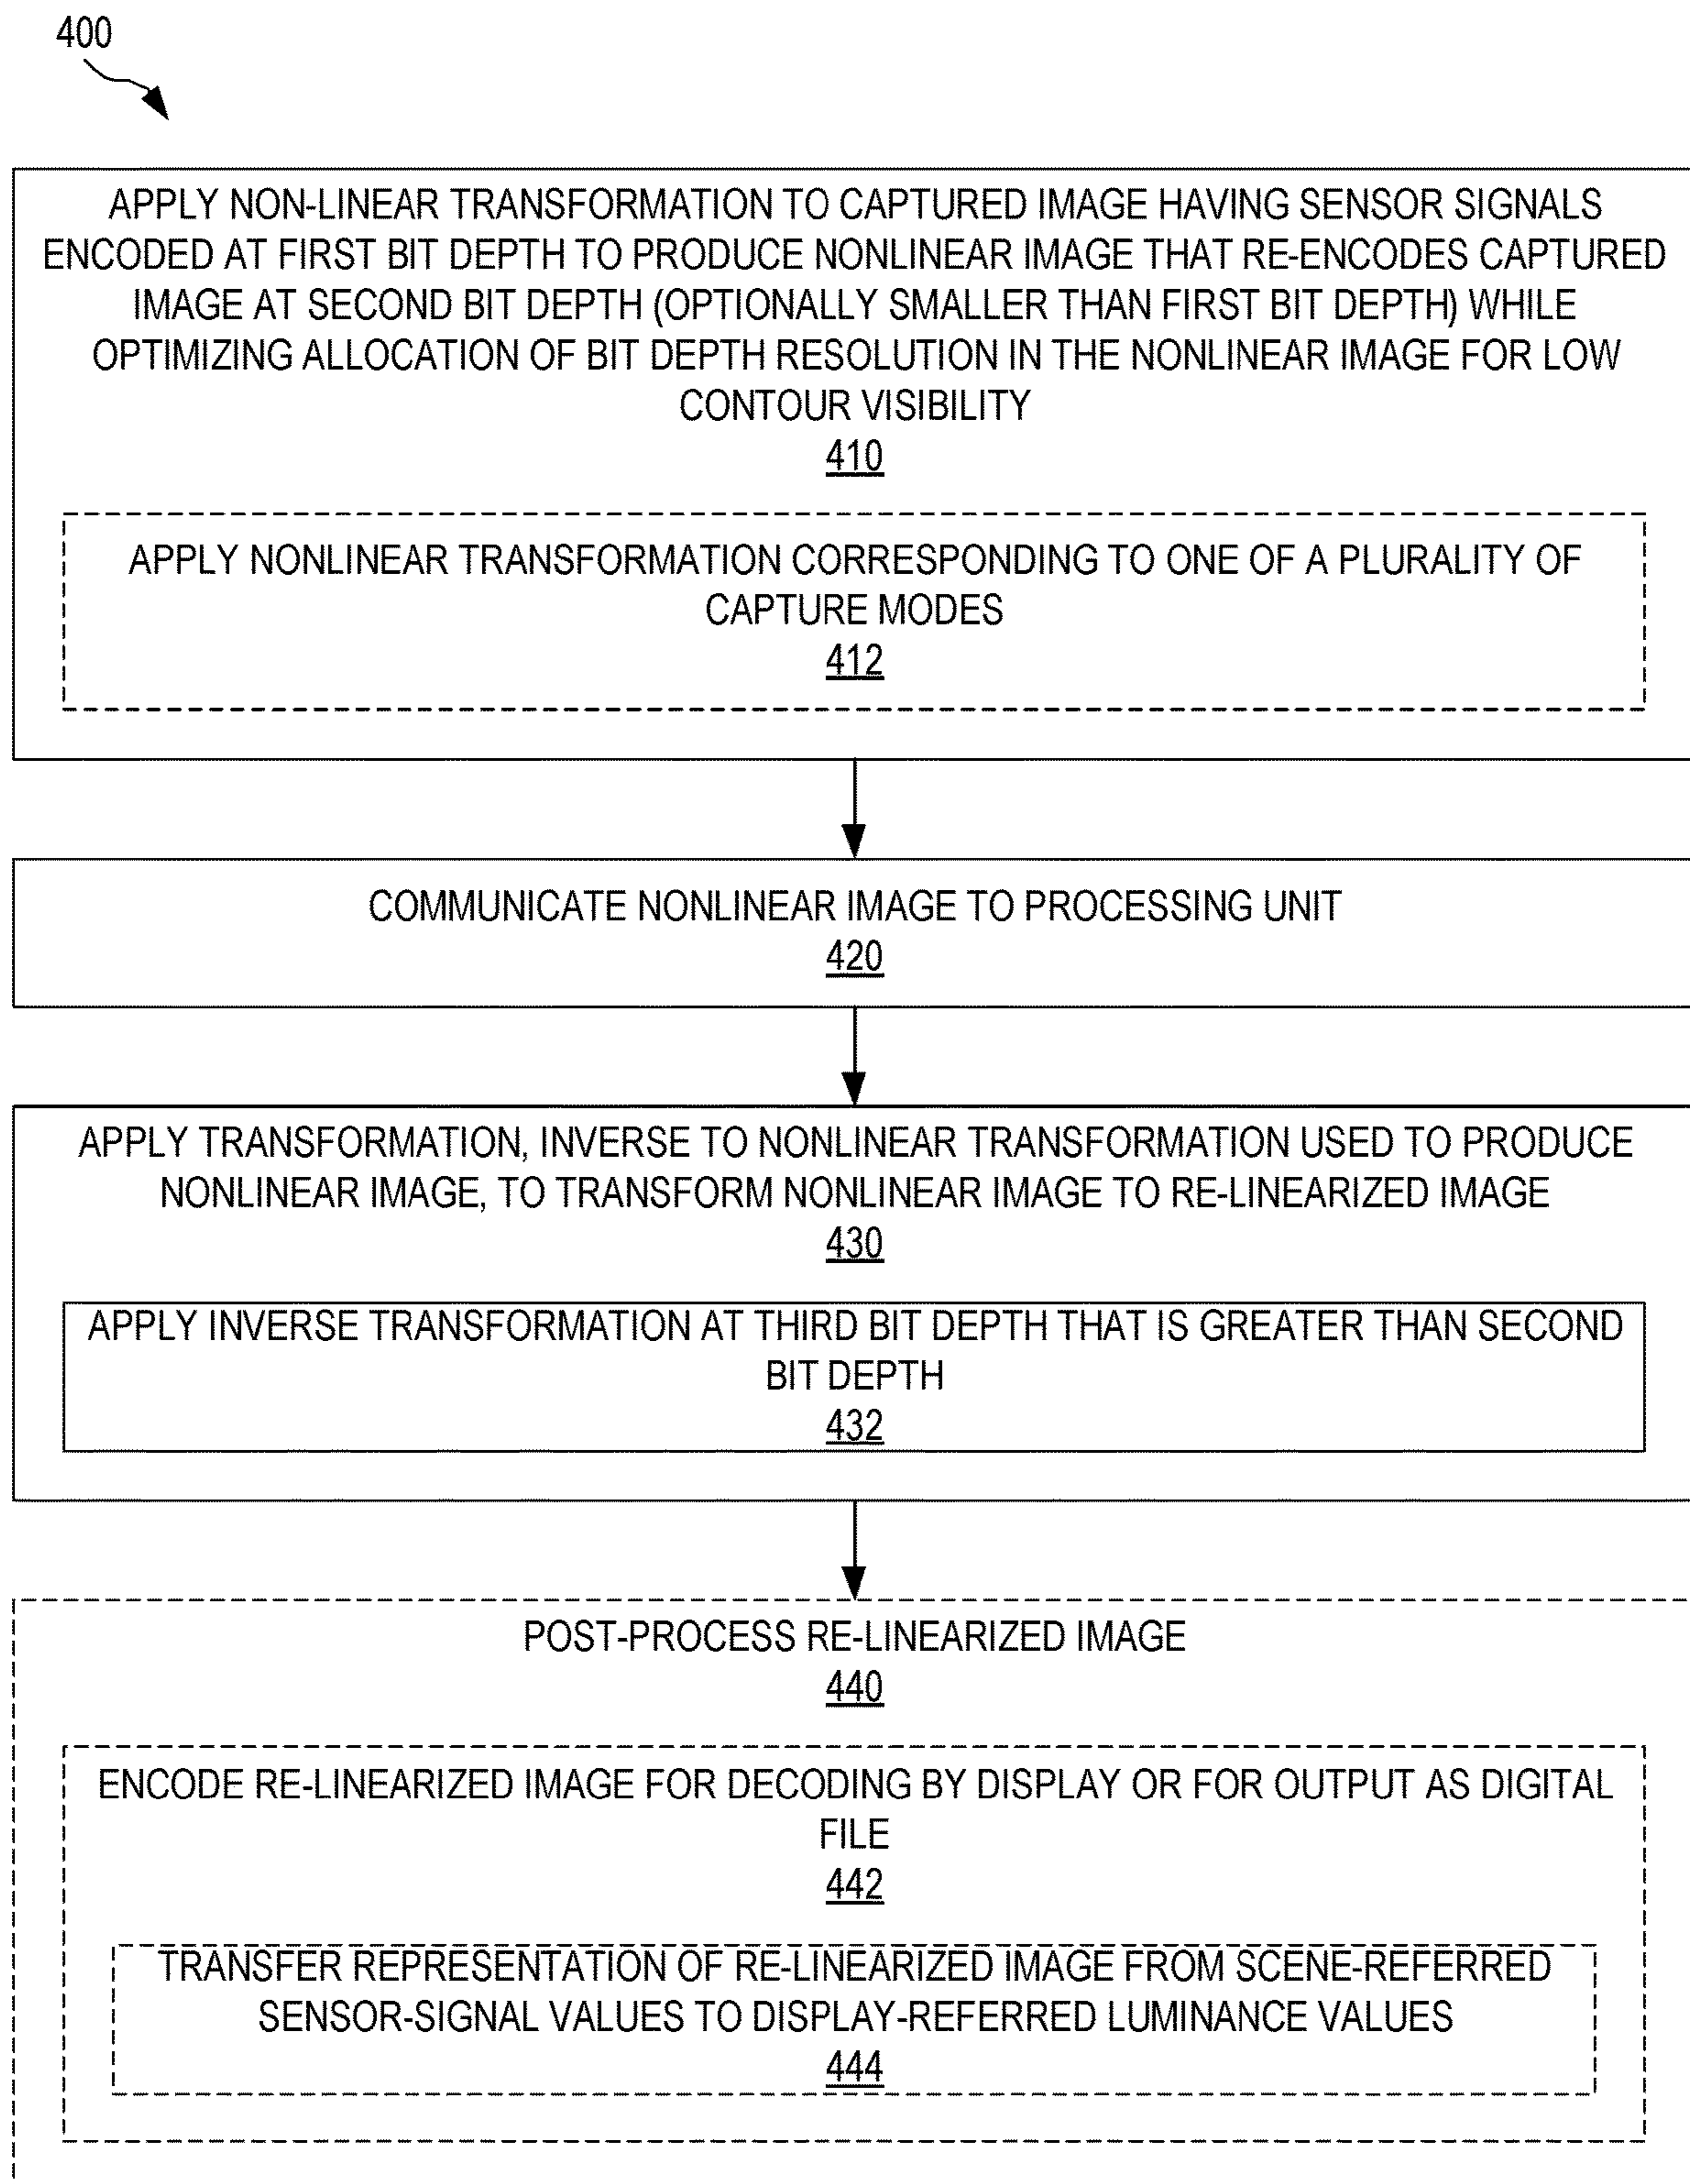 400
APPLY NON-LINEAR TRANSFORMATION TO CAPTURED IMAGE HAVING SENSOR SIGNALS
ENCODED AT FIRST BIT DEPTH TO PRODUCE NONLINEAR IMAGE THAT RE-ENCODES CAPTURED
IMAGE AT SECOND BIT DEPTH (OPTIONALLY SMALLER THAN FIRST BIT DEPTH) WHILE
OPTIMIZING ALLOCATION OF BIT DEPTH RESOLUTION IN THE NONLINEAR IMAGE FOR LOW
CONTOUR VISIBILITY
410
APPLY NONLINEAR TRANSFORMATION CORRESPONDING TO ONE OF A PLURALITY OF
CAPTURE MODES
412
COMMUNICATE NONLINEAR IMAGE TO PROCESSING UNIT
420
APPLY TRANSFORMATION, INVERSE TO NONLINEAR TRANSFORMATION USED TO PRODUCE
NONLINEAR IMAGE, TO TRANSFORM NONLINEAR IMAGE TO RE-LINEARIZED IMAGE
430
APPLY INVERSE TRANSFORMATION AT THIRD BIT DEPTH THAT IS GREATER THAN SECOND
BIT DEPTH
432
POST-PROCESS RE-LINEARIZED IMAGE
440
ENCODE RE-LINEARIZED IMAGE FOR DECODING BY DISPLAY OR FOR OUTPUT AS DIGITAL
FILE
442
TRANSFER REPRESENTATION OF RE-LINEARIZED IMAGE FROM SCENE-REFERRED
SENSOR-SIGNAL VALUES TO DISPLAY-REFERRED LUMINANCE VALUES
444